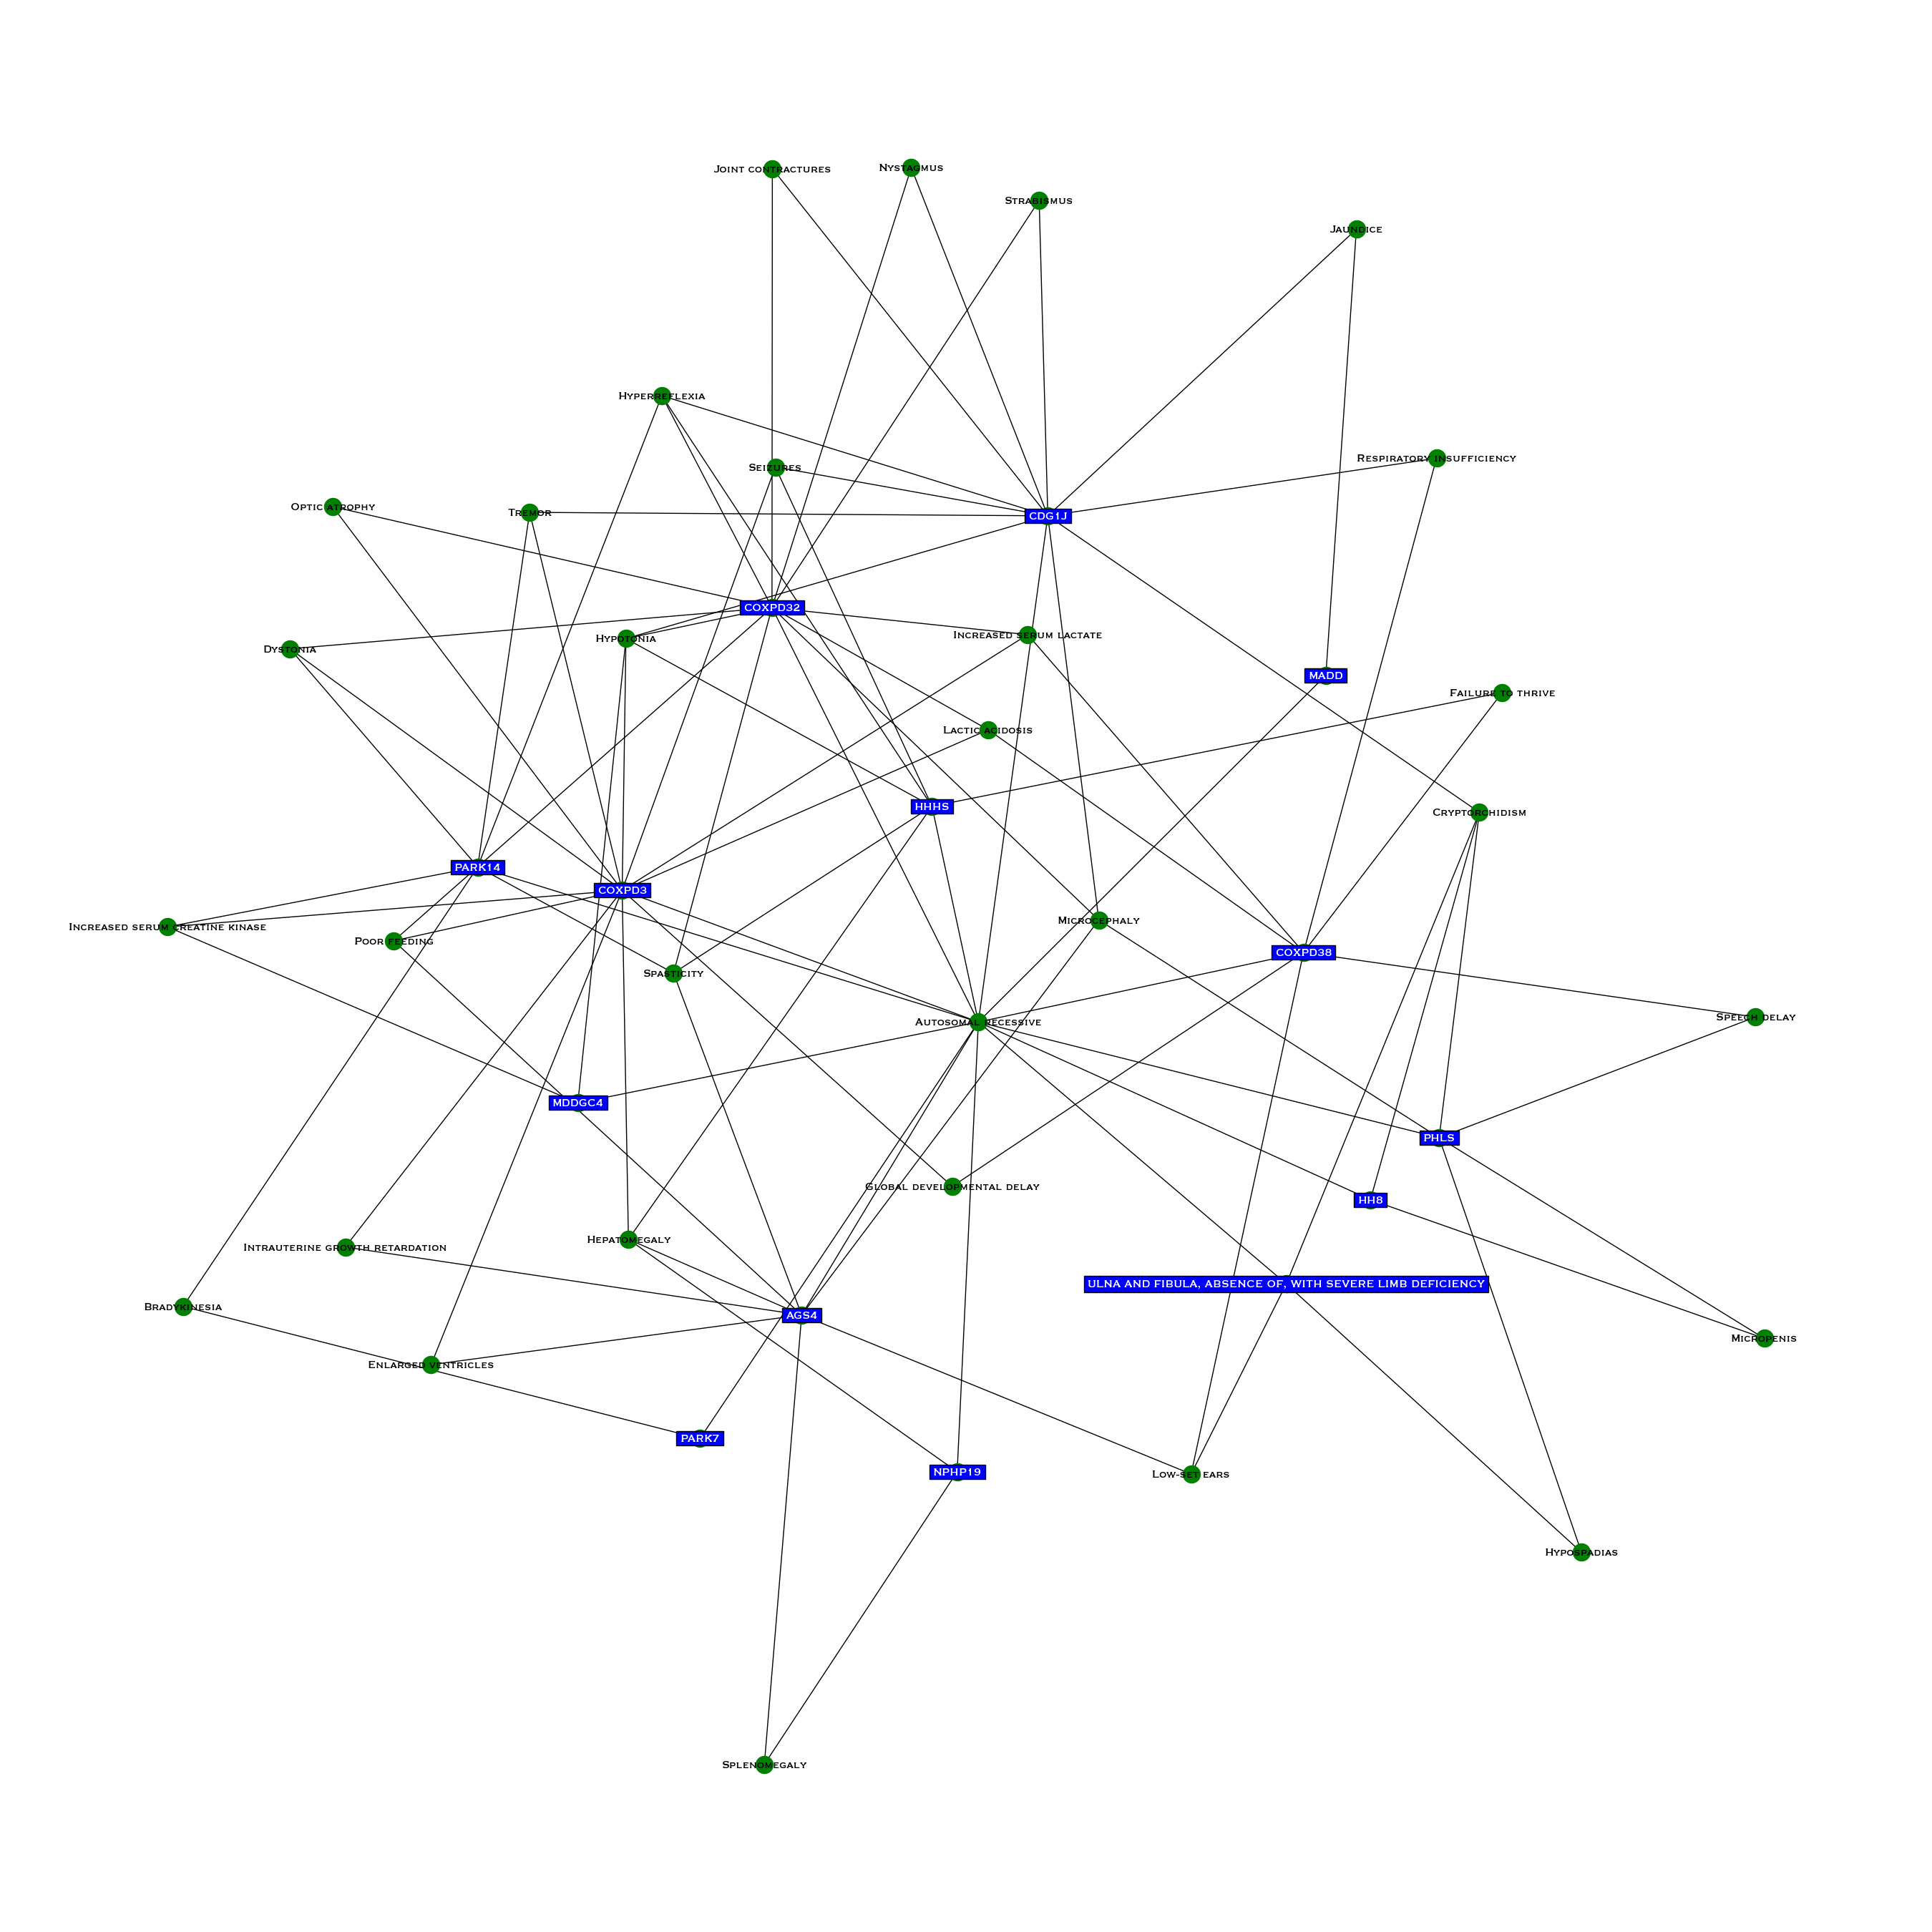 Joint contractures
Nystagmus
Strabismus
Jaundice
Hyperreflexia
Respiratory insufficiency
Seizures
Optic atrophy
Tremor
CDG1J
COXPD32
Increased serum lactate
Hypotonia
Dystonia
MADD
Failure to thrive
Lactic acidosis
HHHS
Cryptorchidism
PARK14
COXPD3
Microcephaly
Increased serum creatine kinase
Poor feeding
COXPD38
Spasticity
Speech delay
Autosomal recessive
MDDGC4
PHLS
Global developmental delay
HH8
Hepatomegaly
Intrauterine growth retardation
ULNA AND FIBULA, ABSENCE OF, WITH SEVERE LIMB DEFICIENCY
Bradykinesia
AGS4
Micropenis
Enlarged ventricles
PARK7
NPHP19
Low-set ears
Hypospadias
Splenomegaly